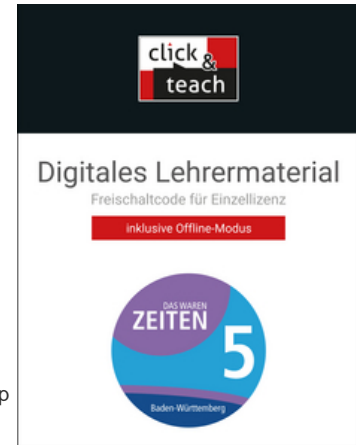 click &
teach
Digitales Lehrermaterial
Freischaltcode für Einzellizenz
inklusive Offline-Modus
DAS WAREN
ZEITEN
5
Baden-Württemberg
p